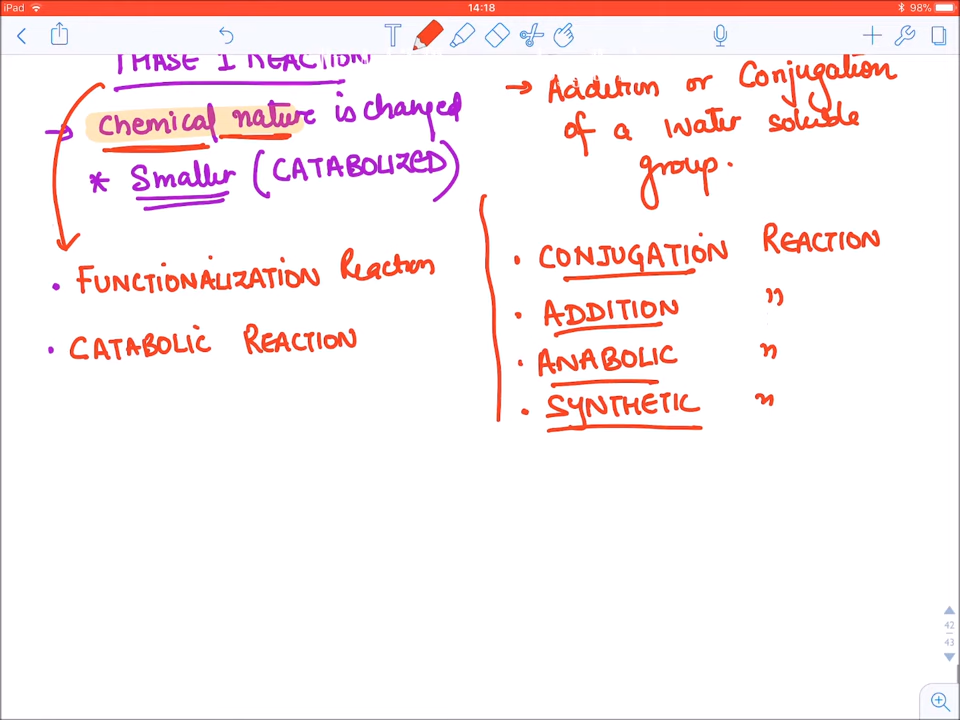 iPad
14:18
98%
T
PHASE I REACTION
→ Chemical nature is changed
* Smaller (CATABOLIZED)
• FUNCTIONALIZATION Reaction
• CATABOLIC REACTION
→ Addition or Conjugation
of a water soluble
group.
• CONJUGATION REACTION
• ADDITION "
• ANABOLIC "
• SYNTHETIC "
42
43